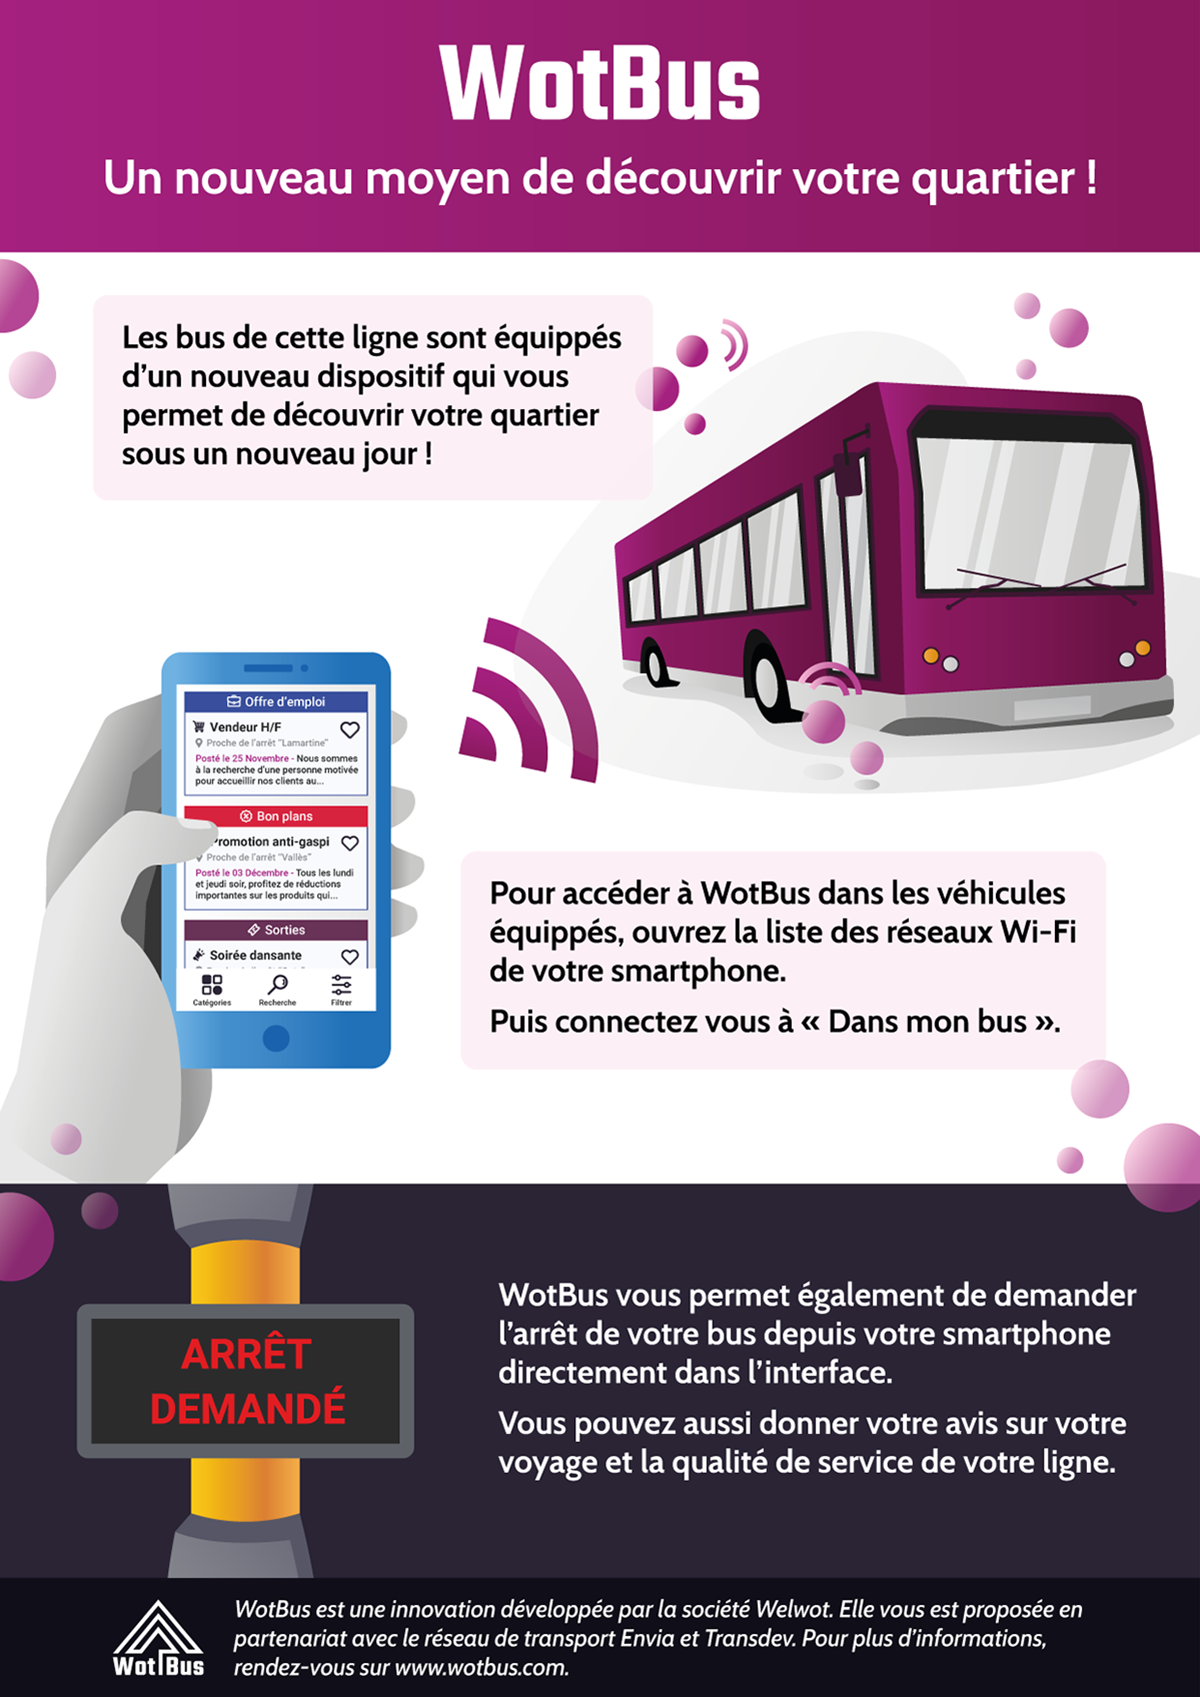 WotBus
Un nouveau moyen de découvrir votre quartier !
Les bus de cette ligne sont équippés
d'un nouveau dispositif qui vous
permet de découvrir votre quartier
sous un nouveau jour !
Offre d'emploi
Vendeur H/F
Proche de l'arrêt "Lamartine"
Posté le 25 Novembre - Nous sommes
à la recherche d'une personne motivée
pour accueillir nos clients au...
Bon plans
Promotion anti-gaspi
Proche de l'arrêt "Vallès"
Posté le 03 Décembre - Tous les lundi
et jeudi soir, profitez de réductions
importantes sur les produits qui...
Sorties
Soirée dansante
Catégories
Recherche
Filtrer
Pour accéder à WotBus dans les véhicules
équippés, ouvrez la liste des réseaux Wi-Fi
de votre smartphone.
Puis connectez vous à « Dans mon bus ».
ARRÊT
DEMANDÉ
WotBus vous permet également de demander
l'arrêt de votre bus depuis votre smartphone
directement dans l'interface.
Vous pouvez aussi donner votre avis sur votre
voyage et la qualité de service de votre ligne.
WotBus
WotBus est une innovation développée par la société Welwot. Elle vous est proposée en
partenariat avec le réseau de transport Envia et Transdev. Pour plus d'informations,
rendez-vous sur www.wotbus.com.